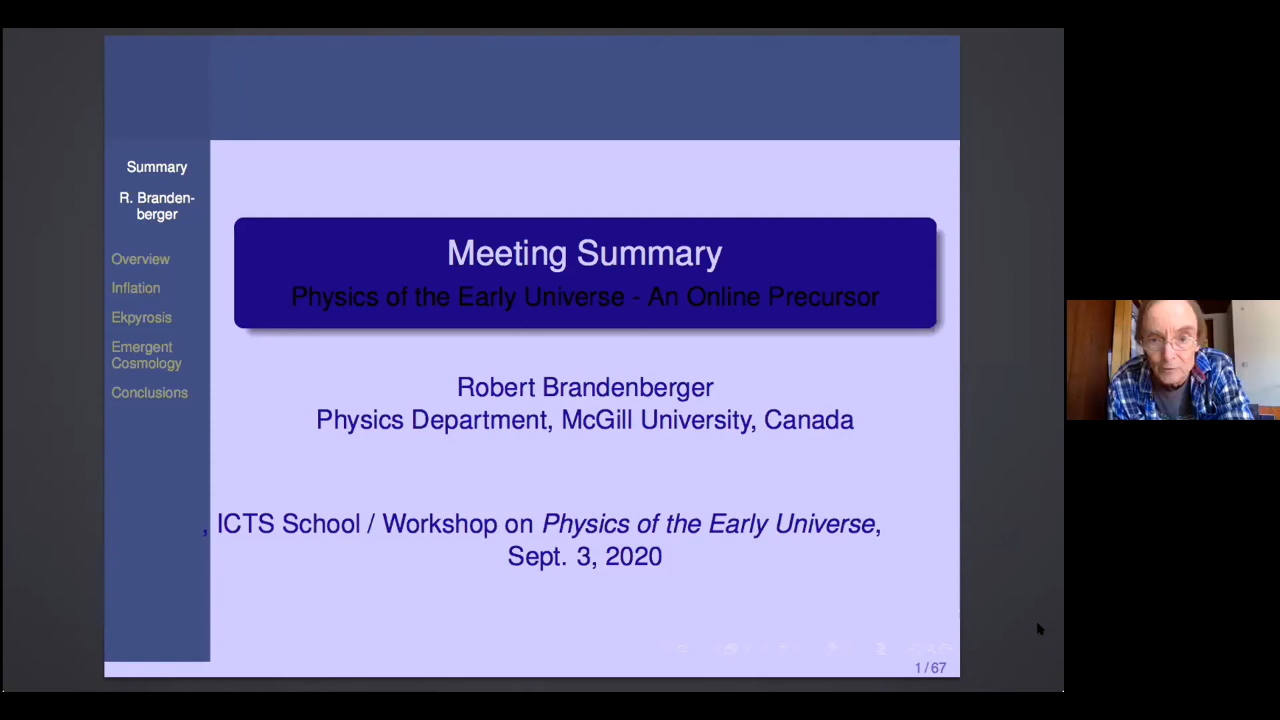 Summary
R. Branden-
berger
Overview
Inflation
Ekpyrosis
Emergent
Cosmology
Conclusions
Meeting Summary
Physics of the Early Universe - An Online Precursor
Robert Brandenberger
Physics Department, McGill University, Canada
, ICTS School / Workshop on Physics of the Early Universe,
Sept. 3, 2020
1 / 67